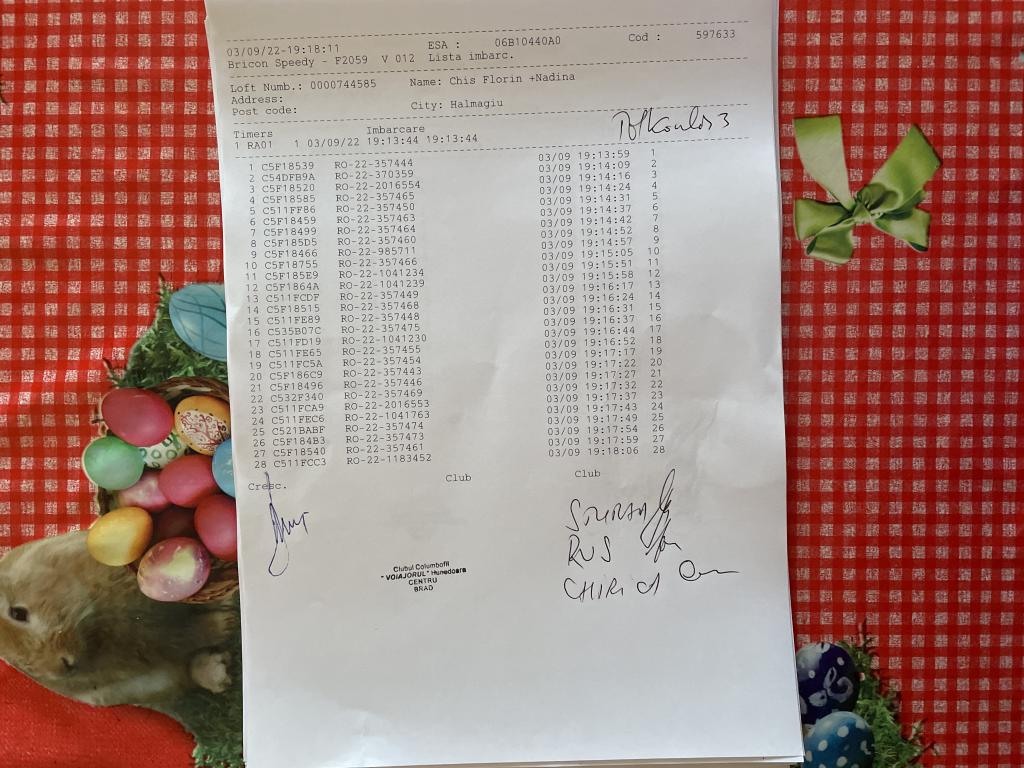 03/09/22-19:18:11 ESA : 06B10440A0 Cod : 597633
Bricon Speedy - F2059 V 012 Lista imbarc.
Loft Numb.: 0000744585 Name: Chis Florin +Nadina
Address:
Post code: City: Halmagiu
Timers Imbarcare
1 RA01 1 03/09/22 19:13:44 19:13:44
1 C5F18539 RO-22-357444 03/09 19:13:59 1
2 C54DFB9A RO-22-370359 03/09 19:14:09 2
3 C5F18520 RO-22-2016554 03/09 19:14:16 3
4 C5F18585 RO-22-357465 03/09 19:14:24 4
5 C511FF86 RO-22-357450 03/09 19:14:31 5
6 C5F18459 RO-22-357463 03/09 19:14:37 6
7 C5F18499 RO-22-357464 03/09 19:14:42 7
8 C5F185D5 RO-22-357460 03/09 19:14:52 8
9 C5F18466 RO-22-985711 03/09 19:14:57 9
10 C5F18755 RO-22-357466 03/09 19:15:05 10
11 C5F185E9 RO-22-1041234 03/09 19:15:51 11
12 C5F1864A RO-22-1041239 03/09 19:15:58 12
13 C511FCDF RO-22-357449 03/09 19:16:17 13
14 C5F18515 RO-22-357468 03/09 19:16:24 14
15 C511FE89 RO-22-357448 03/09 19:16:31 15
16 C535B07C RO-22-357475 03/09 19:16:37 16
17 C511FD19 RO-22-1041230 03/09 19:16:44 17
18 C511FE65 RO-22-357455 03/09 19:16:52 18
19 C511FC5A RO-22-357454 03/09 19:17:17 19
20 C5F186C9 RO-22-357443 03/09 19:17:22 20
21 C5F18496 RO-22-357446 03/09 19:17:27 21
22 C532F340 RO-22-357469 03/09 19:17:32 22
23 C511FCA9 RO-22-2016553 03/09 19:17:37 23
24 C511FEC6 RO-22-1041763 03/09 19:17:43 24
25 C521BABF RO-22-357474 03/09 19:17:49 25
26 C5F184B3 RO-22-357473 03/09 19:17:54 26
27 C5F18540 RO-22-357461 03/09 19:17:59 27
28 C511FCC3 RO-22-1183452 03/09 19:18:06 28
Cresc. Club Club
RUS
Clubul Columbofil
"VOIAJORUL" Hunedoara
CENTRU
BRAD